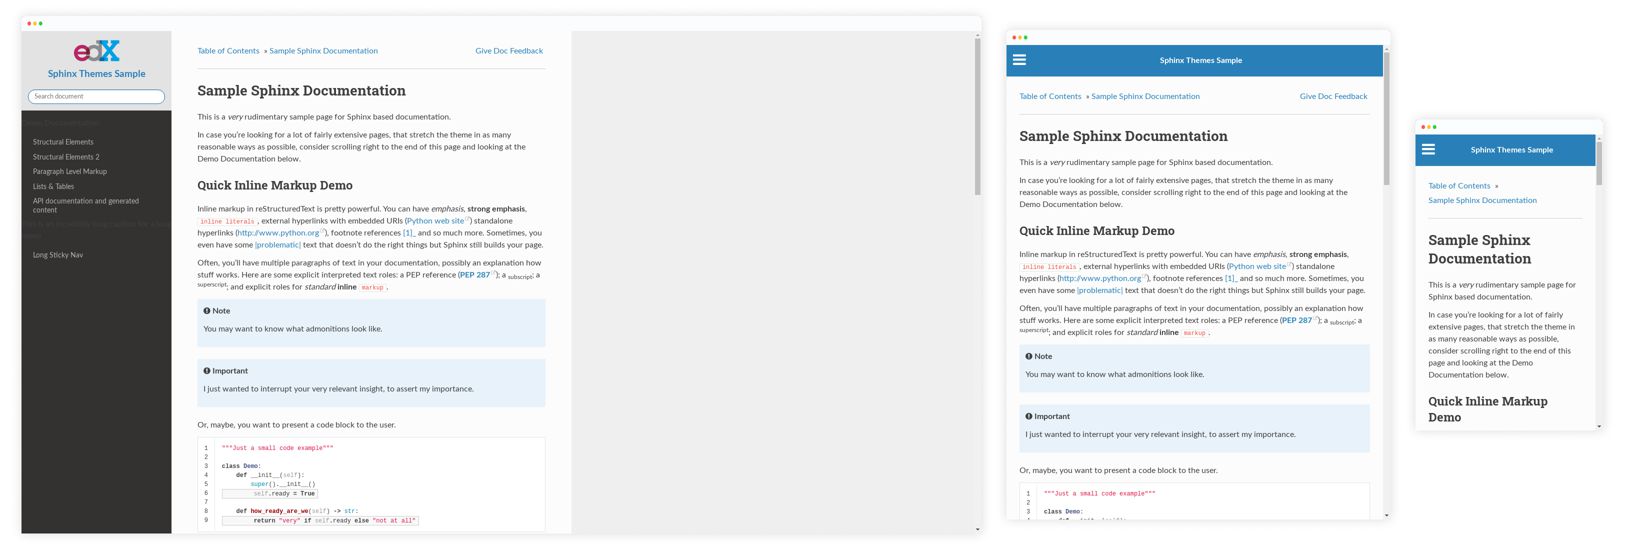 edX
Sphinx Themes Sample
Search document
Demo Documentation
Structural Elements
Structural Elements 2
Paragraph Level Markup
Lists & Tables
API documentation and generated
content
This is an incredibly long caption for a long
menu
Long Sticky Nav
Table of Contents » Sample Sphinx Documentation Give Doc Feedback
Sample Sphinx Documentation
This is a very rudimentary sample page for Sphinx based documentation.
In case you’re looking for a lot of fairly extensive pages, that stretch the theme in as many
reasonable ways as possible, consider scrolling right to the end of this page and looking at the
Demo Documentation below.
Quick Inline Markup Demo
Inline markup in reStructuredText is pretty powerful. You can have emphasis, strong emphasis,
inline literals , external hyperlinks with embedded URIs (Python web site) standalone
hyperlinks (http://www.python.org), footnote references [1]_ and so much more. Sometimes, you
even have some |problematic| text that doesn’t do the right things but Sphinx still builds your page.
Often, you’ll have multiple paragraphs of text in your documentation, possibly an explanation how
stuff works. Here are some explicit interpreted text roles: a PEP reference (PEP 287); a subscript; a
superscript; and explicit roles for standard inline markup .
Note
You may want to know what admonitions look like.
Important
I just wanted to interrupt your very relevant insight, to assert my importance.
Or, maybe, you want to present a code block to the user.
1 """Just a small code example"""
2
3 class Demo:
4 def __init__(self):
5 super().__init__()
6 self.ready = True
7
8 def how_ready_are_we(self) -> str:
9 return "very" if self.ready else "not at all"
Sphinx Themes Sample
Table of Contents » Sample Sphinx Documentation Give Doc Feedback
Sample Sphinx Documentation
This is a very rudimentary sample page for Sphinx based documentation.
In case you’re looking for a lot of fairly extensive pages, that stretch the theme in as many
reasonable ways as possible, consider scrolling right to the end of this page and looking at the
Demo Documentation below.
Quick Inline Markup Demo
Inline markup in reStructuredText is pretty powerful. You can have emphasis, strong emphasis,
inline literals , external hyperlinks with embedded URIs (Python web site) standalone
hyperlinks (http://www.python.org), footnote references [1]_ and so much more. Sometimes, you
even have some |problematic| text that doesn’t do the right things but Sphinx still builds your page.
Often, you’ll have multiple paragraphs of text in your documentation, possibly an explanation how
stuff works. Here are some explicit interpreted text roles: a PEP reference (PEP 287); a subscript; a
superscript; and explicit roles for standard inline markup .
Note
You may want to know what admonitions look like.
Important
I just wanted to interrupt your very relevant insight, to assert my importance.
Or, maybe, you want to present a code block to the user.
1 """Just a small code example"""
2
3 class Demo:
Sphinx Themes Sample
Table of Contents »
Sample Sphinx Documentation
Sample Sphinx
Documentation
This is a very rudimentary sample page for
Sphinx based documentation.
In case you’re looking for a lot of fairly
extensive pages, that stretch the theme in
as many reasonable ways as possible,
consider scrolling right to the end of this
page and looking at the Demo
Documentation below.
Quick Inline Markup
Demo